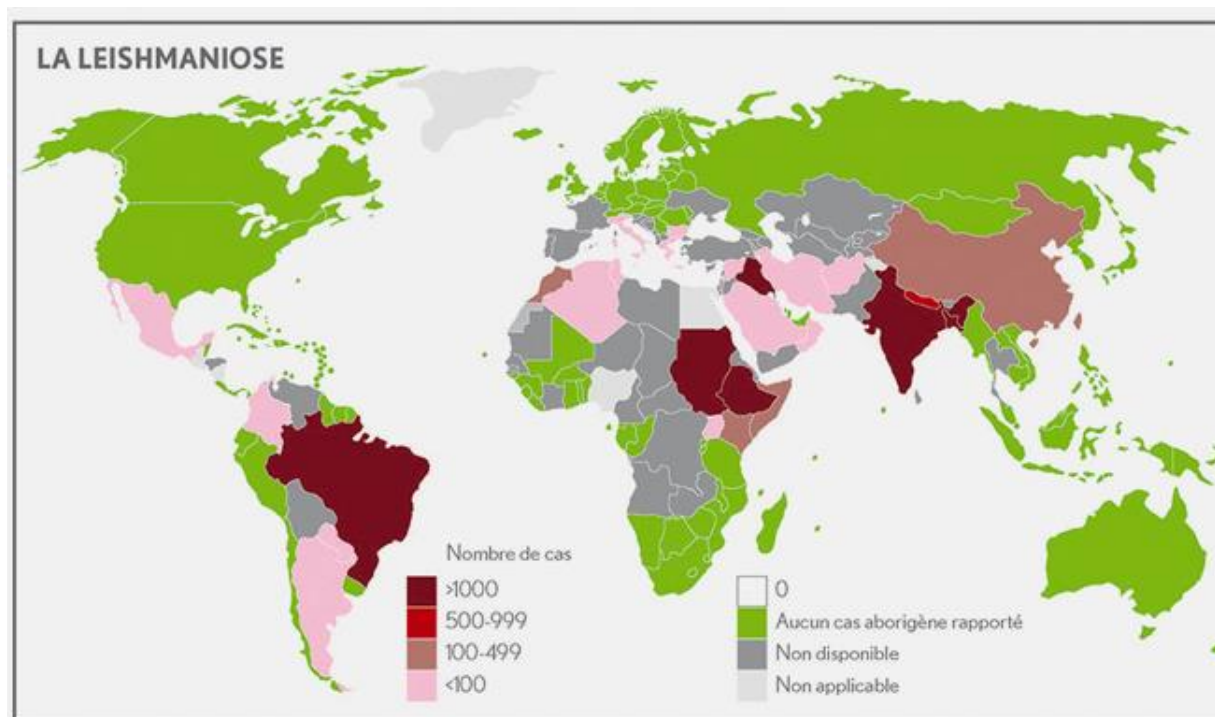 LA LEISHMANIOSE
Nombre de cas
>1000
500-999
100-499
<100
0
Aucun cas aborigène rapporté
Non disponible
Non applicable